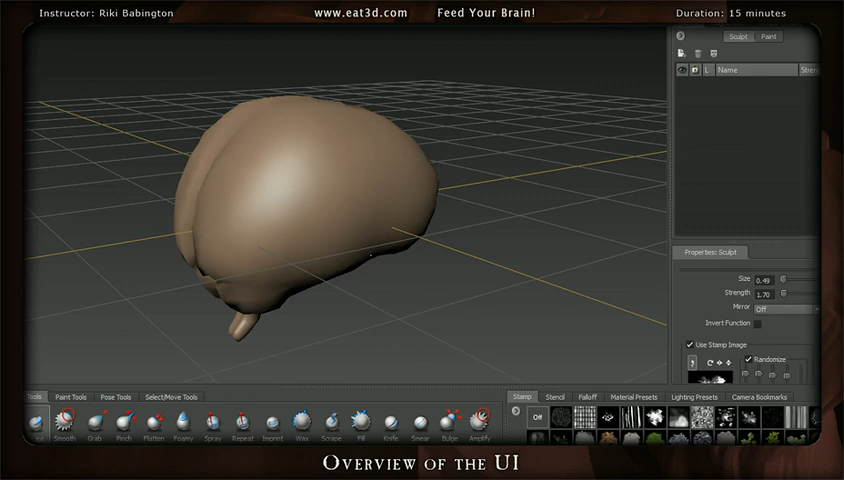 Instructor: Riki Babington www.eat3d.com Feed Your Brain! Duration: 15 minutes
Sculpt Paint
L Name Stren
Properties: Sculpt
Size 0.49
Strength 1.70
Mirror Off
Invert Function
Use Stamp Image
Randomize
Tools Paint Tools Pose Tools Select/Move Tools Stamp Stencil Falloff Material Presets Lighting Presets Camera Bookmarks
Off
Smooth Grab Pinch Flatten Foamy Spray Repeat Imprint Wax Scrape Fill Knife Smear Bulge Amplify
OVERVIEW OF THE UI